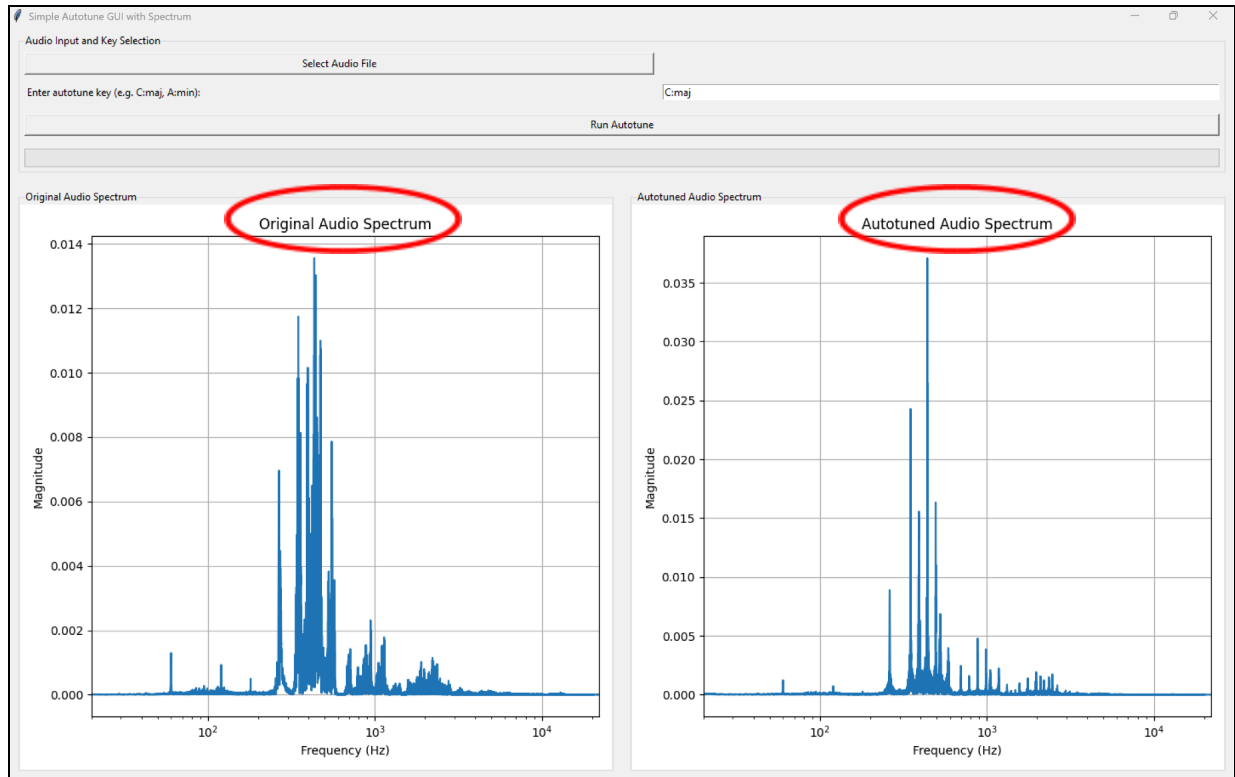 Simple Autotune GUI with Spectrum
Audio Input and Key Selection
Select Audio File
Enter autotune key (e.g. C:maj, A:min):
C:maj
Run Autotune
Original Audio Spectrum
Original Audio Spectrum
0.014
0.012
0.010
0.008
0.006
0.004
0.002
0.000
Magnitude
10²
10³
10⁴
Frequency (Hz)
Autotuned Audio Spectrum
Autotuned Audio Spectrum
0.035
0.030
0.025
0.020
0.015
0.010
0.005
0.000
Magnitude
10²
10³
10⁴
Frequency (Hz)